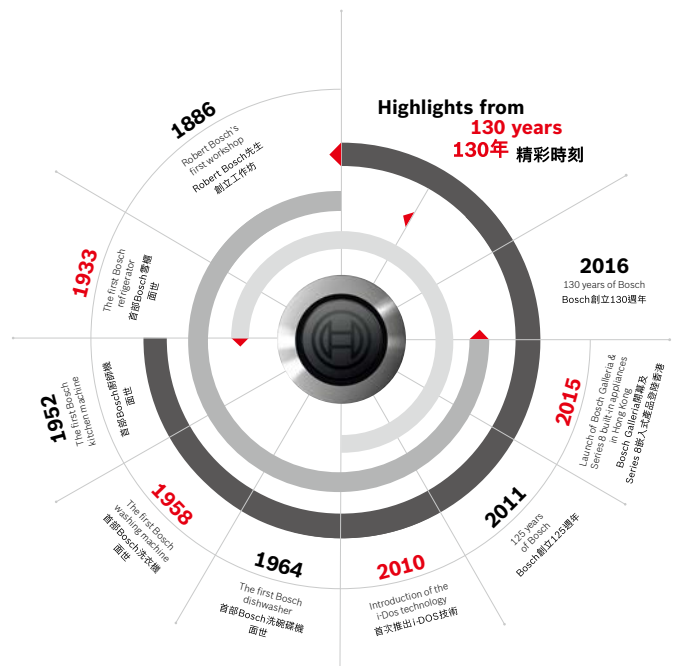 Highlights from
130 years
130年 精彩時刻
1886
Robert Bosch's
first workshop
Robert Bosch先生
創立工作坊
1933
The first Bosch
refrigerator
首部Bosch雪櫃
面世
1952
The first Bosch
kitchen machine
首部Bosch廚師機
面世
1958
The first Bosch
washing machine
首部Bosch洗衣機
面世
1964
The first Bosch
dishwasher
首部Bosch洗碗碟機
面世
2010
Introduction of the
i-Dos technology
首次推出i-DOS技術
2011
125 years
of Bosch
Bosch創立125週年
2015
Launch of Bosch Galleria &
Series 8 built-in appliances
in Hong Kong
Bosch Galleria開幕及
Series 8嵌入式產品登陸香港
2016
130 years of Bosch
Bosch創立130週年